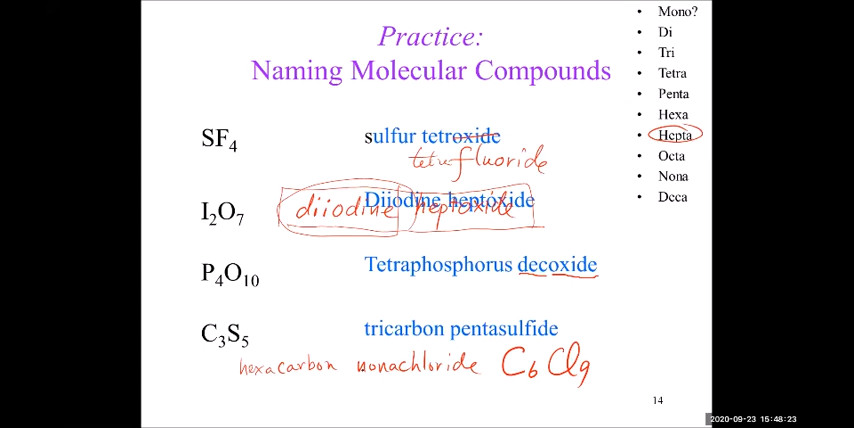 Practice:
Naming Molecular Compounds
SF4 sulfur tetroxide
tetrafluoride
I2O7 Diiodine heptoxide
diiodine heptoxide
P4O10 Tetraphosphorus decoxide
C3S5 tricarbon pentasulfide
hexacarbon nonachloride C6Cl9
• Mono?
• Di
• Tri
• Tetra
• Penta
• Hexa
• Hepta
• Octa
• Nona
• Deca
14
2020-09-23 15:48:23